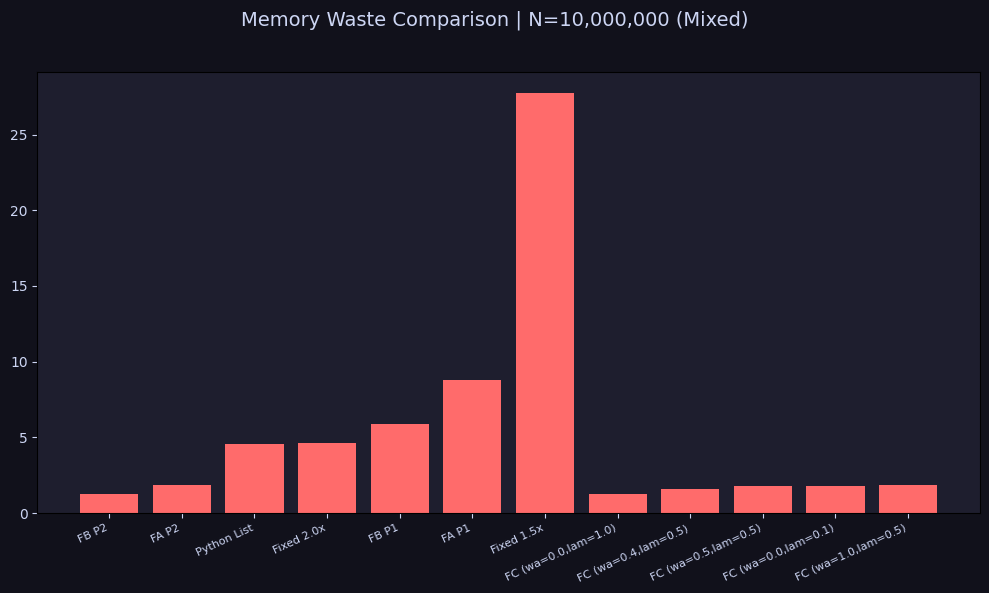 Memory Waste Comparison | N=10,000,000 (Mixed)
25
20
15
10
5
0
FB P2
FA P2
Python List
Fixed 2.0x
FB P1
FA P1
Fixed 1.5x
FC (wa=0.0,lam=1.0)
FC (wa=0.4,lam=0.5)
FC (wa=0.5,lam=0.5)
FC (wa=0.0,lam=0.1)
FC (wa=1.0,lam=0.5)